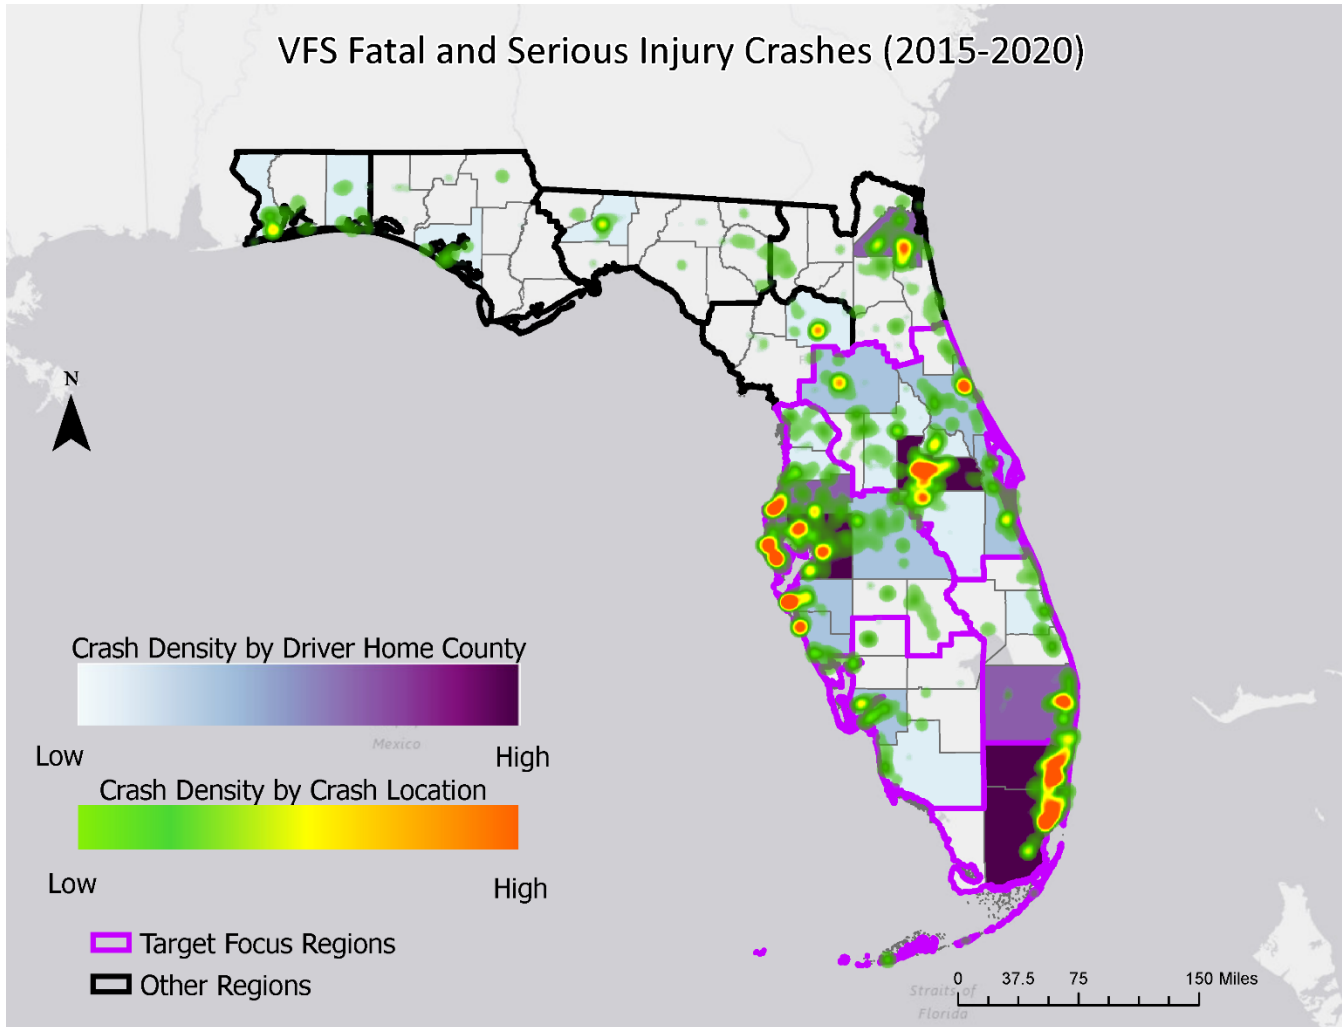 VFS Fatal and Serious Injury Crashes (2015-2020)
N
Crash Density by Driver Home County
Mexico
Low
High
Crash Density by Crash Location
Low
High
Target Focus Regions
Other Regions
0 37.5 75 150 Miles
Straits of
Florida